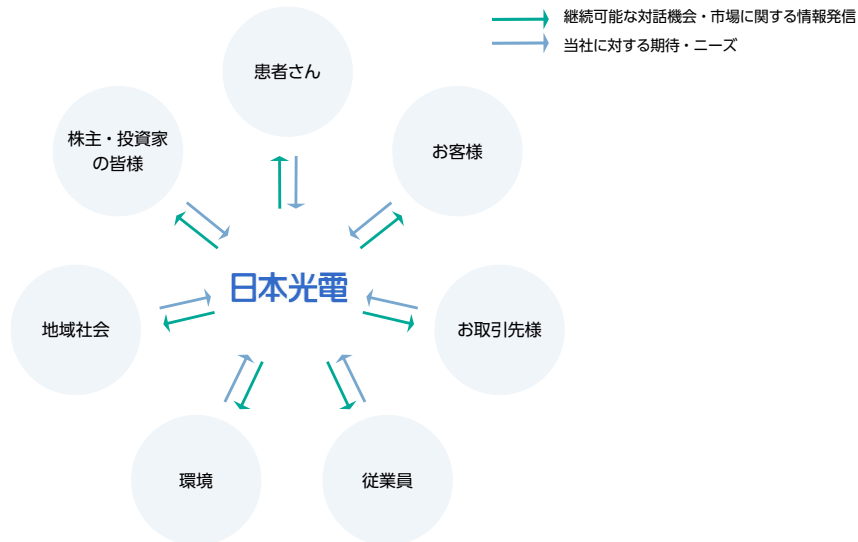 継続可能な対話機会・市場に関する情報発信
当社に対する期待・ニーズ
患者さん
株主・投資家
の皆様
お客様
日本光電
地域社会
お取引先様
環境
従業員